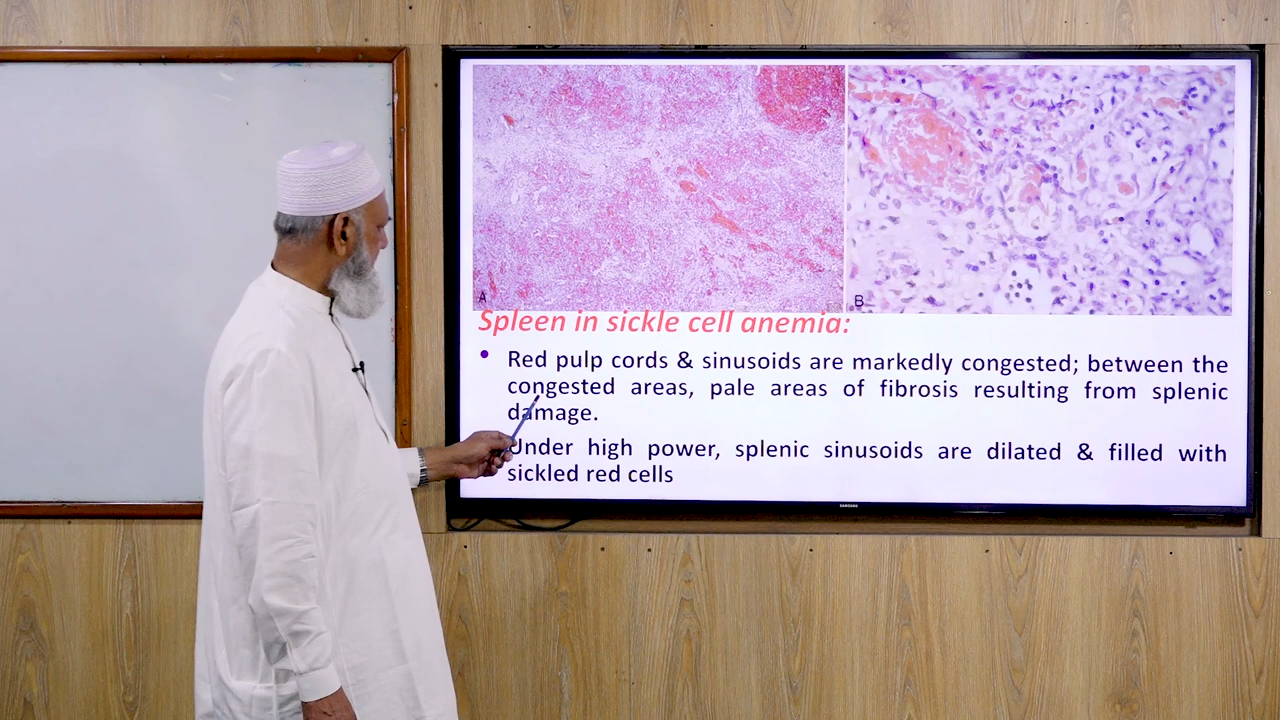 A
B
Spleen in sickle cell anemia:
• Red pulp cords & sinusoids are markedly congested; between the
congested areas, pale areas of fibrosis resulting from splenic
damage.
Under high power, splenic sinusoids are dilated & filled with
sickled red cells
SAMSUNG